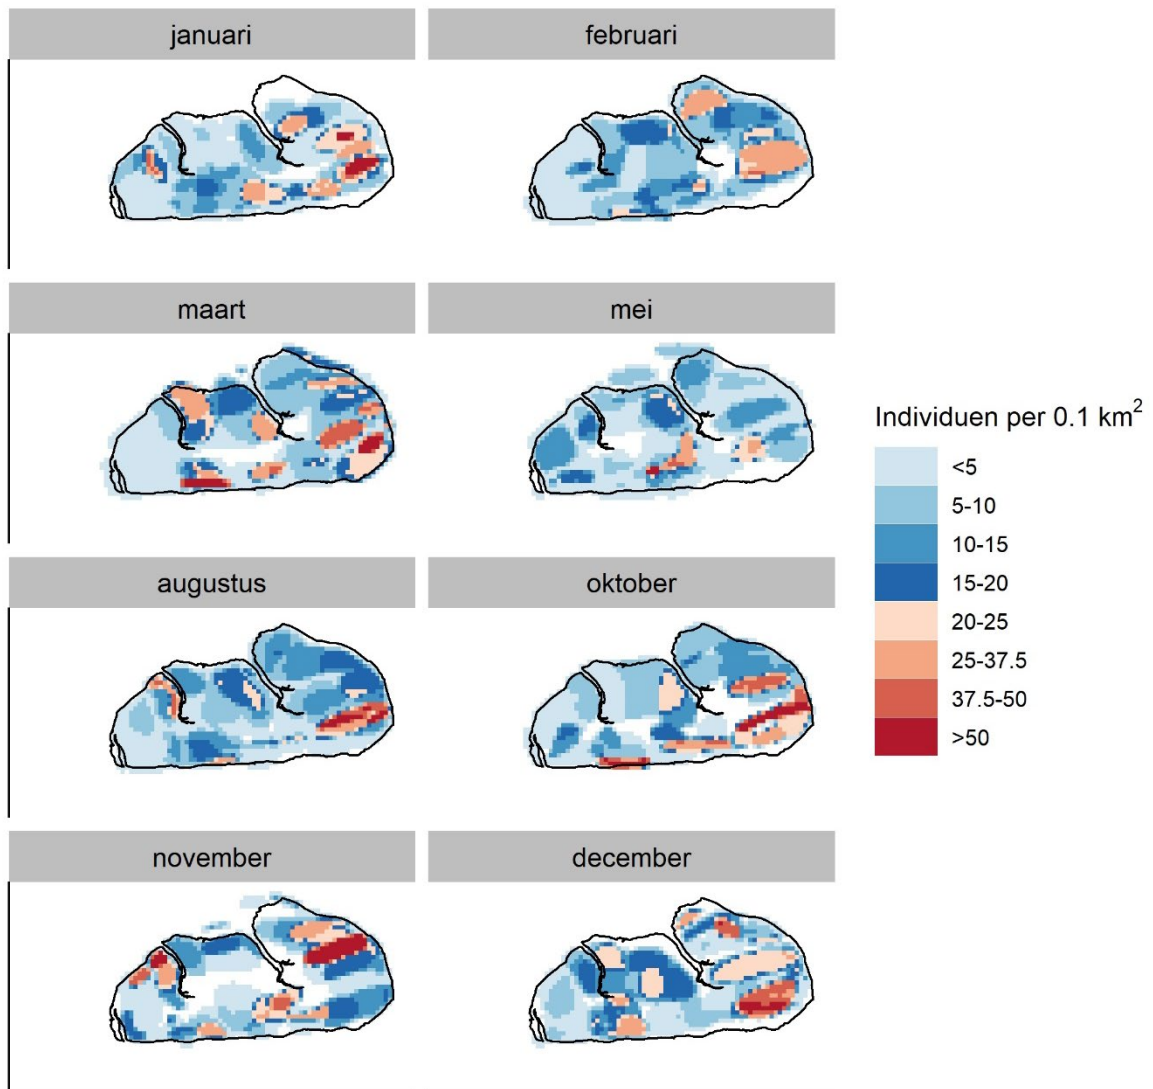 januari
februari
maart
mei
augustus
oktober
november
december
Individuen per 0.1 km²
<5
5-10
10-15
15-20
20-25
25-37.5
37.5-50
>50